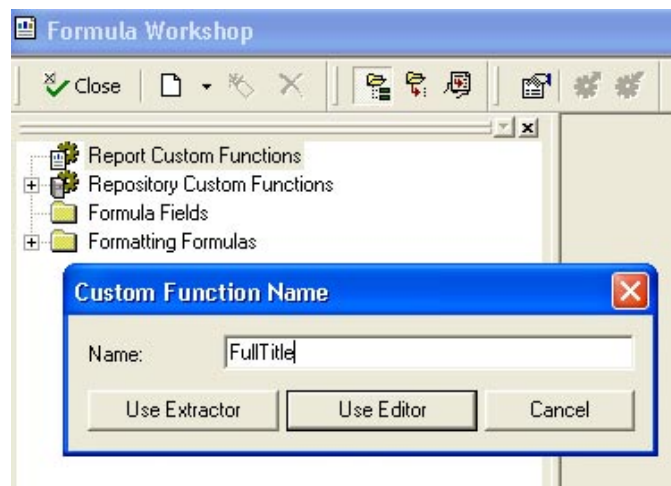 Formula Workshop
Close
Report Custom Functions
Repository Custom Functions
Formula Fields
Formatting Formulas
Custom Function Name
Name: FullTitle
Use Extractor Use Editor Cancel